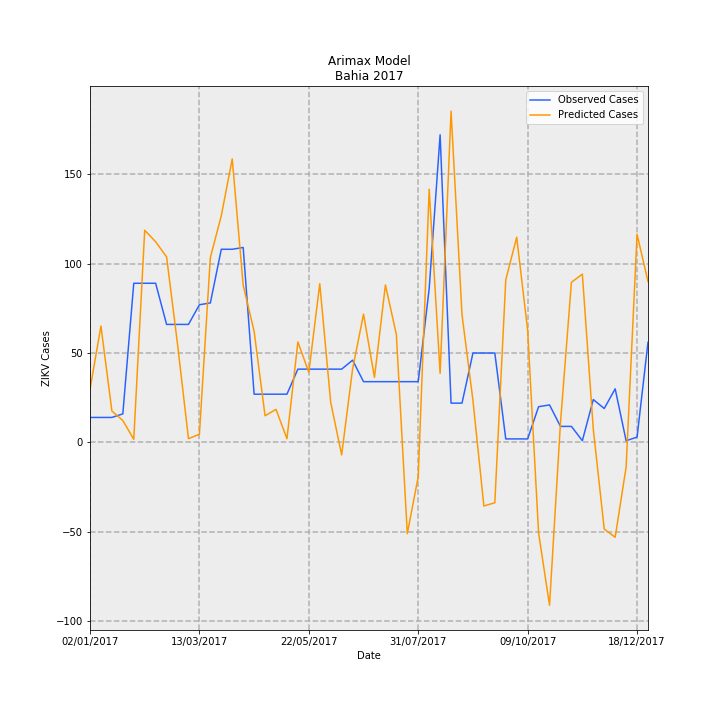 Arimax Model
Bahia 2017
Observed Cases
Predicted Cases
ZIKV Cases
150
100
50
0
−50
−100
02/01/2017
13/03/2017
22/05/2017
31/07/2017
09/10/2017
18/12/2017
Date